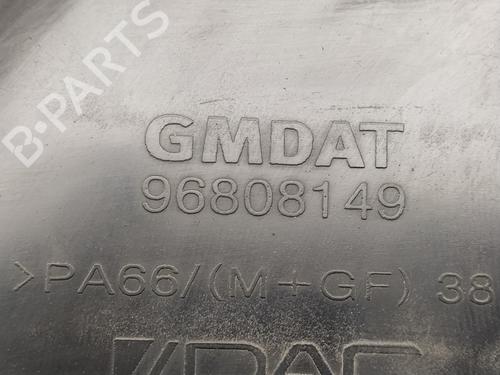 B-PARTS
GMDAT
96808149
>PA66/(M+GF) 38